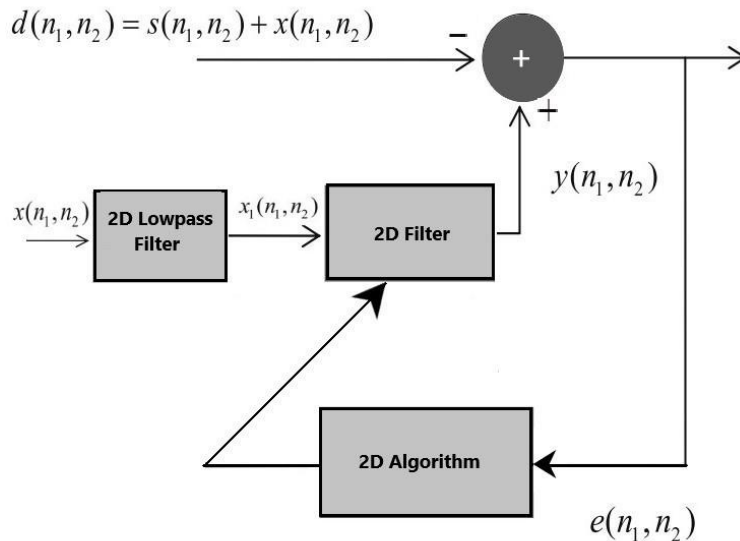 d(n₁,n₂) = s(n₁,n₂) + x(n₁,n₂)
−
+
+
y(n₁,n₂)
x(n₁,n₂)
2D Lowpass
Filter
x₁(n₁,n₂)
2D Filter
2D Algorithm
e(n₁,n₂)